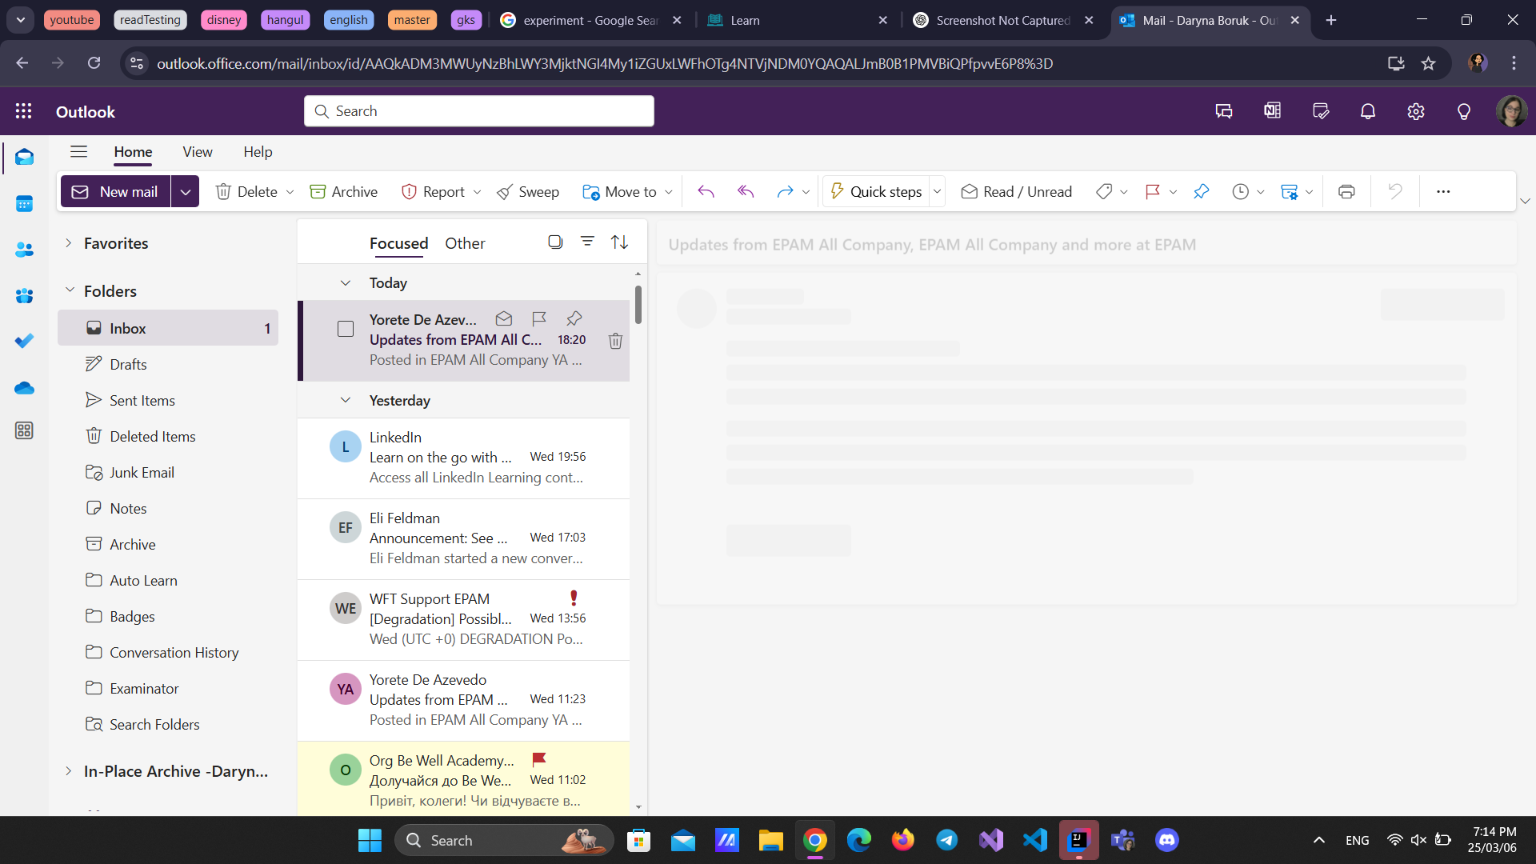 youtube
readTesting
disney
hangul
english
master
gks
experiment - Google Sear
Learn
Screenshot Not Captured
Mail - Daryna Boruk - Ou
outlook.office.com/mail/inbox/id/AAQkADM3MWUyNzBhLWY3MjktNGI4My1iZGUxLWFhOTg4NTVjNDM0YQAQALJmB0B1PMVBiQPfpvvE6P8%3D
Outlook
Search
Home
View
Help
New mail
Delete
Archive
Report
Sweep
Move to
Quick steps
Read / Unread
Favorites
Folders
Inbox
1
Drafts
Sent Items
Deleted Items
Junk Email
Notes
Archive
Auto Learn
Badges
Conversation History
Examinator
Search Folders
In-Place Archive -Daryn...
Focused
Other
Today
Yorete De Azev...
Updates from EPAM All C...
18:20
Posted in EPAM All Company YA ...
Yesterday
L
LinkedIn
Learn on the go with ...
Wed 19:56
Access all LinkedIn Learning cont...
EF
Eli Feldman
Announcement: See ...
Wed 17:03
Eli Feldman started a new conver...
WE
WFT Support EPAM
[Degradation] Possibl...
Wed 13:56
Wed (UTC +0) DEGRADATION Po...
YA
Yorete De Azevedo
Updates from EPAM ...
Wed 11:23
Posted in EPAM All Company YA ...
O
Org Be Well Academy...
Долучайся до Be We...
Wed 11:02
Привіт, колеги! Чи відчуваєте в...
Updates from EPAM All Company, EPAM All Company and more at EPAM
Search
ENG
7:14 PM
25/03/06